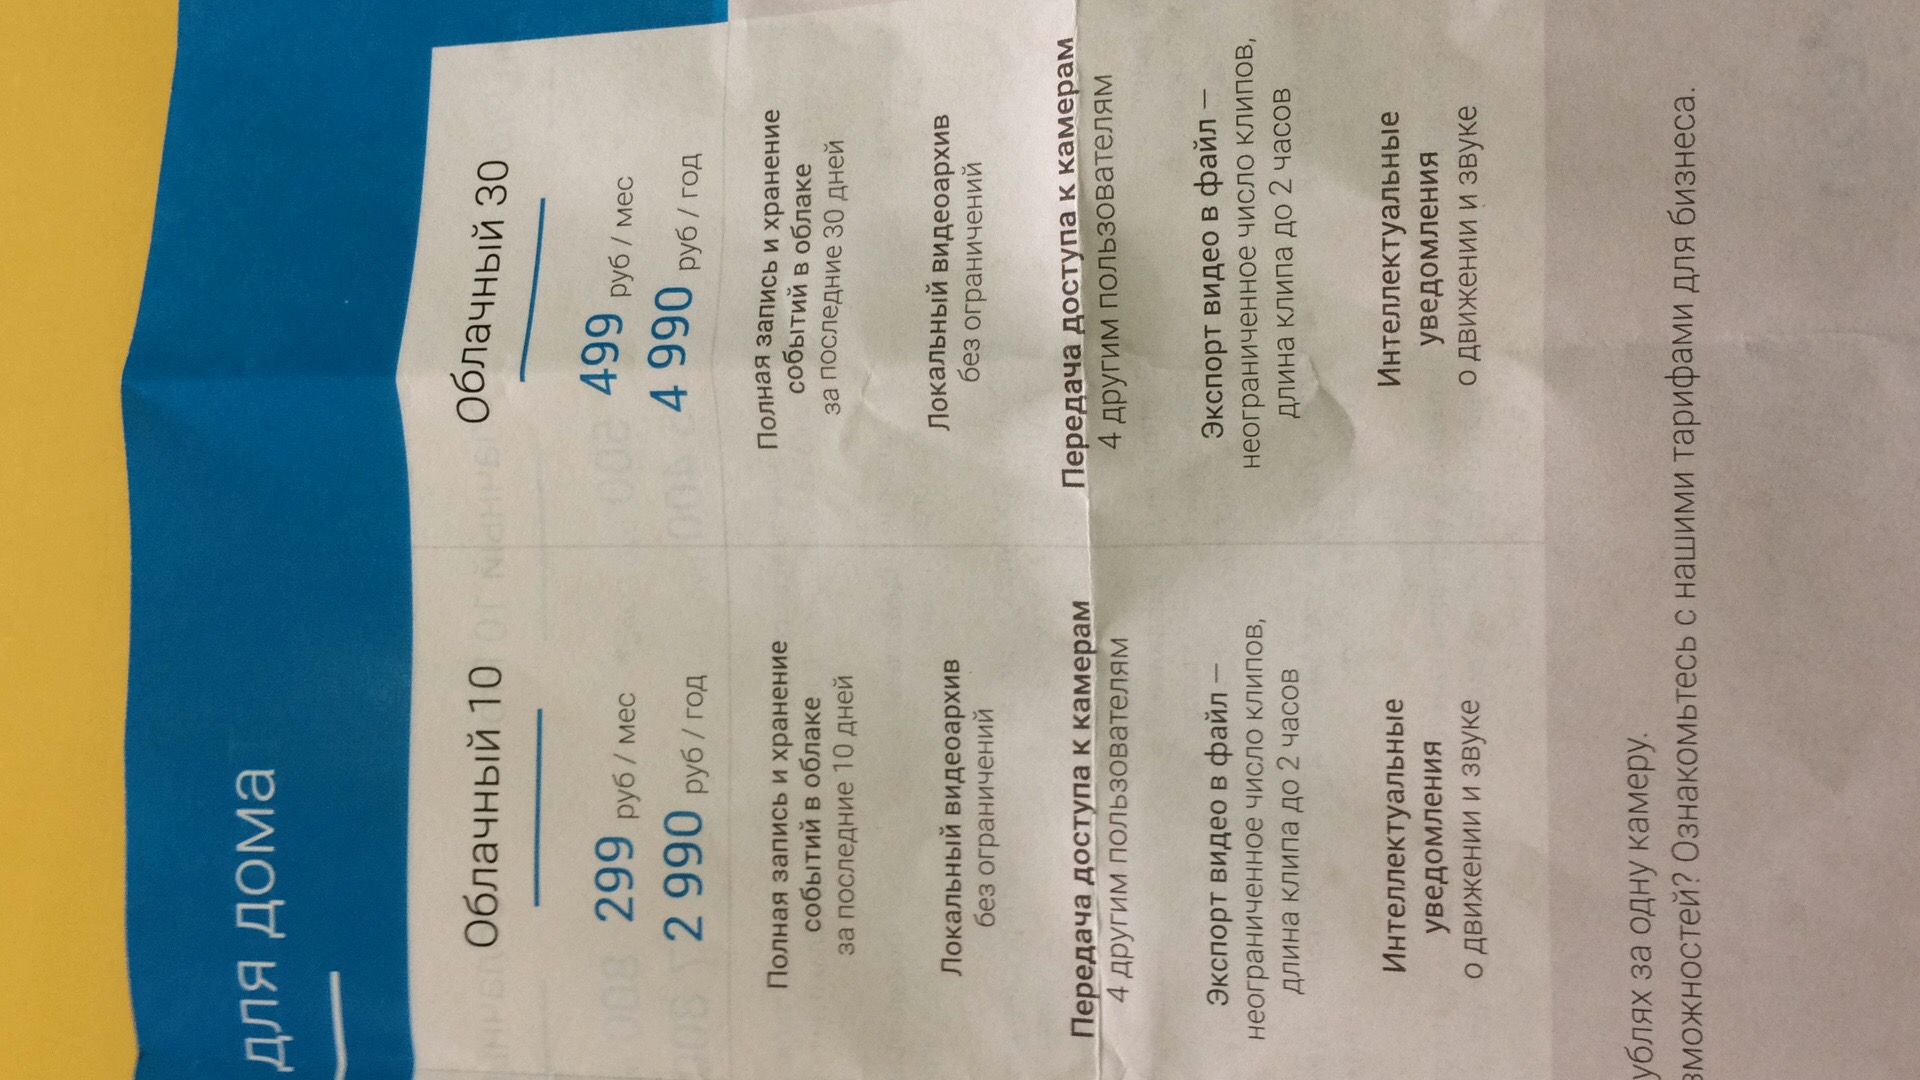 для дома
Облачный 10
299 руб / мес
2 990 руб / год
Полная запись и хранение
событий в облаке
за последние 10 дней
Локальный видеоархив
без ограничений
Передача доступа к камерам
4 другим пользователям
Экспорт видео в файл —
неограниченное число клипов,
длина клипа до 2 часов
Интеллектуальные
уведомления
о движении и звуке
Облачный 30
499 руб / мес
4 990 руб / год
Полная запись и хранение
событий в облаке
за последние 30 дней
Локальный видеоархив
без ограничений
Передача доступа к камерам
4 другим пользователям
Экспорт видео в файл —
неограниченное число клипов,
длина клипа до 2 часов
Интеллектуальные
уведомления
о движении и звуке
ублях за одну камеру.
зможностей? Ознакомьтесь с нашими тарифами для бизнеса.